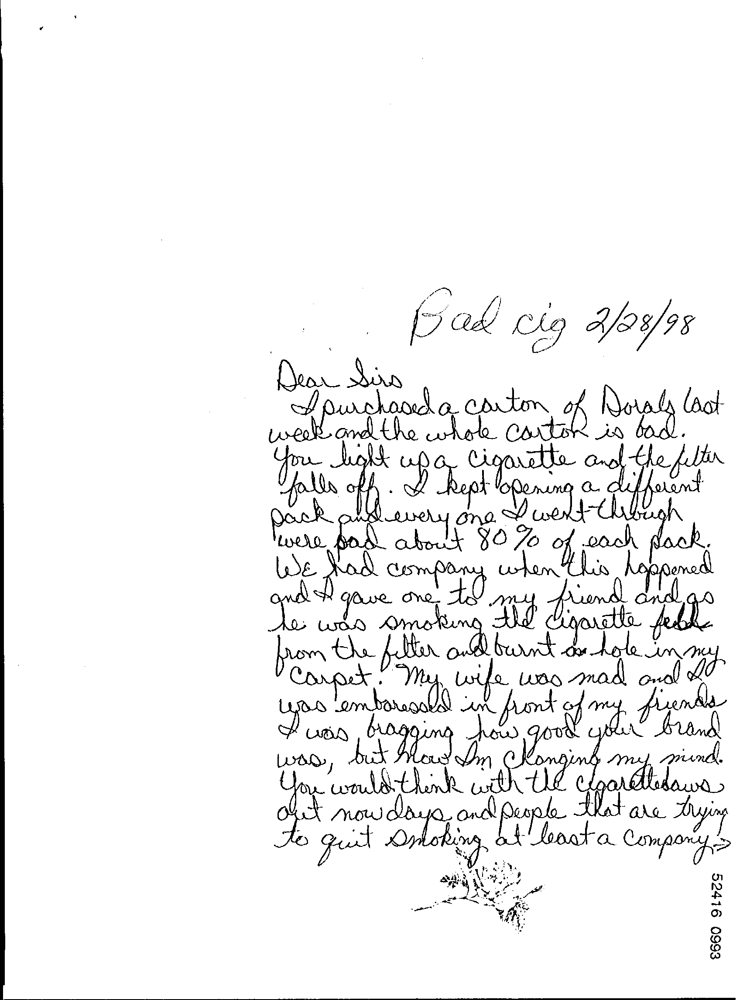 Bad cig 2/28/98
Dear Sirs
I purchased a carton of Dorals last
week and the whole carton is bad.
You light up a cigarette and the filter
falls off. I kept opening a different
pack and every one I went through
were bad about 80% of each pack.
We had company when this happened
and I gave one to my friend and as
he was smoking the cigarette fell
from the filter and burnt a hole in my
carpet. My wife was mad and I
was embaressed in front of my friends
I was bragging how good your brand
was, but now I'm changing my mind.
You would think with the cigarette laws
out now days and people that are trying
to quit smoking at least a company →
52416 0993